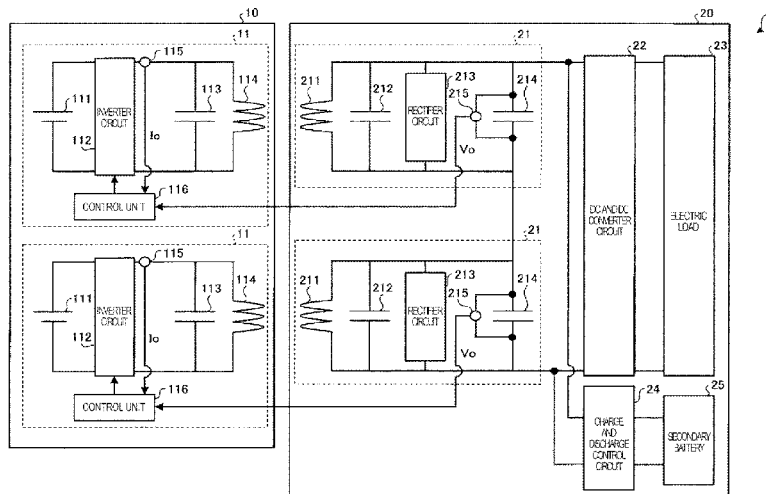 10
20
11
115
111
INVERTER CIRCUIT
112
Io
113
114
116
CONTROL UNIT
21
211
212
213
RECTIFIER CIRCUIT
214
215
Vo
22
DC AND DC CONVERTER CIRCUIT
23
ELECTRIC LOAD
11
115
111
INVERTER CIRCUIT
112
Io
113
114
116
CONTROL UNIT
21
211
212
213
RECTIFIER CIRCUIT
214
215
Vo
24
CHARGE AND DISCHARGE CONTROL CIRCUIT
25
SECONDARY BATTERY